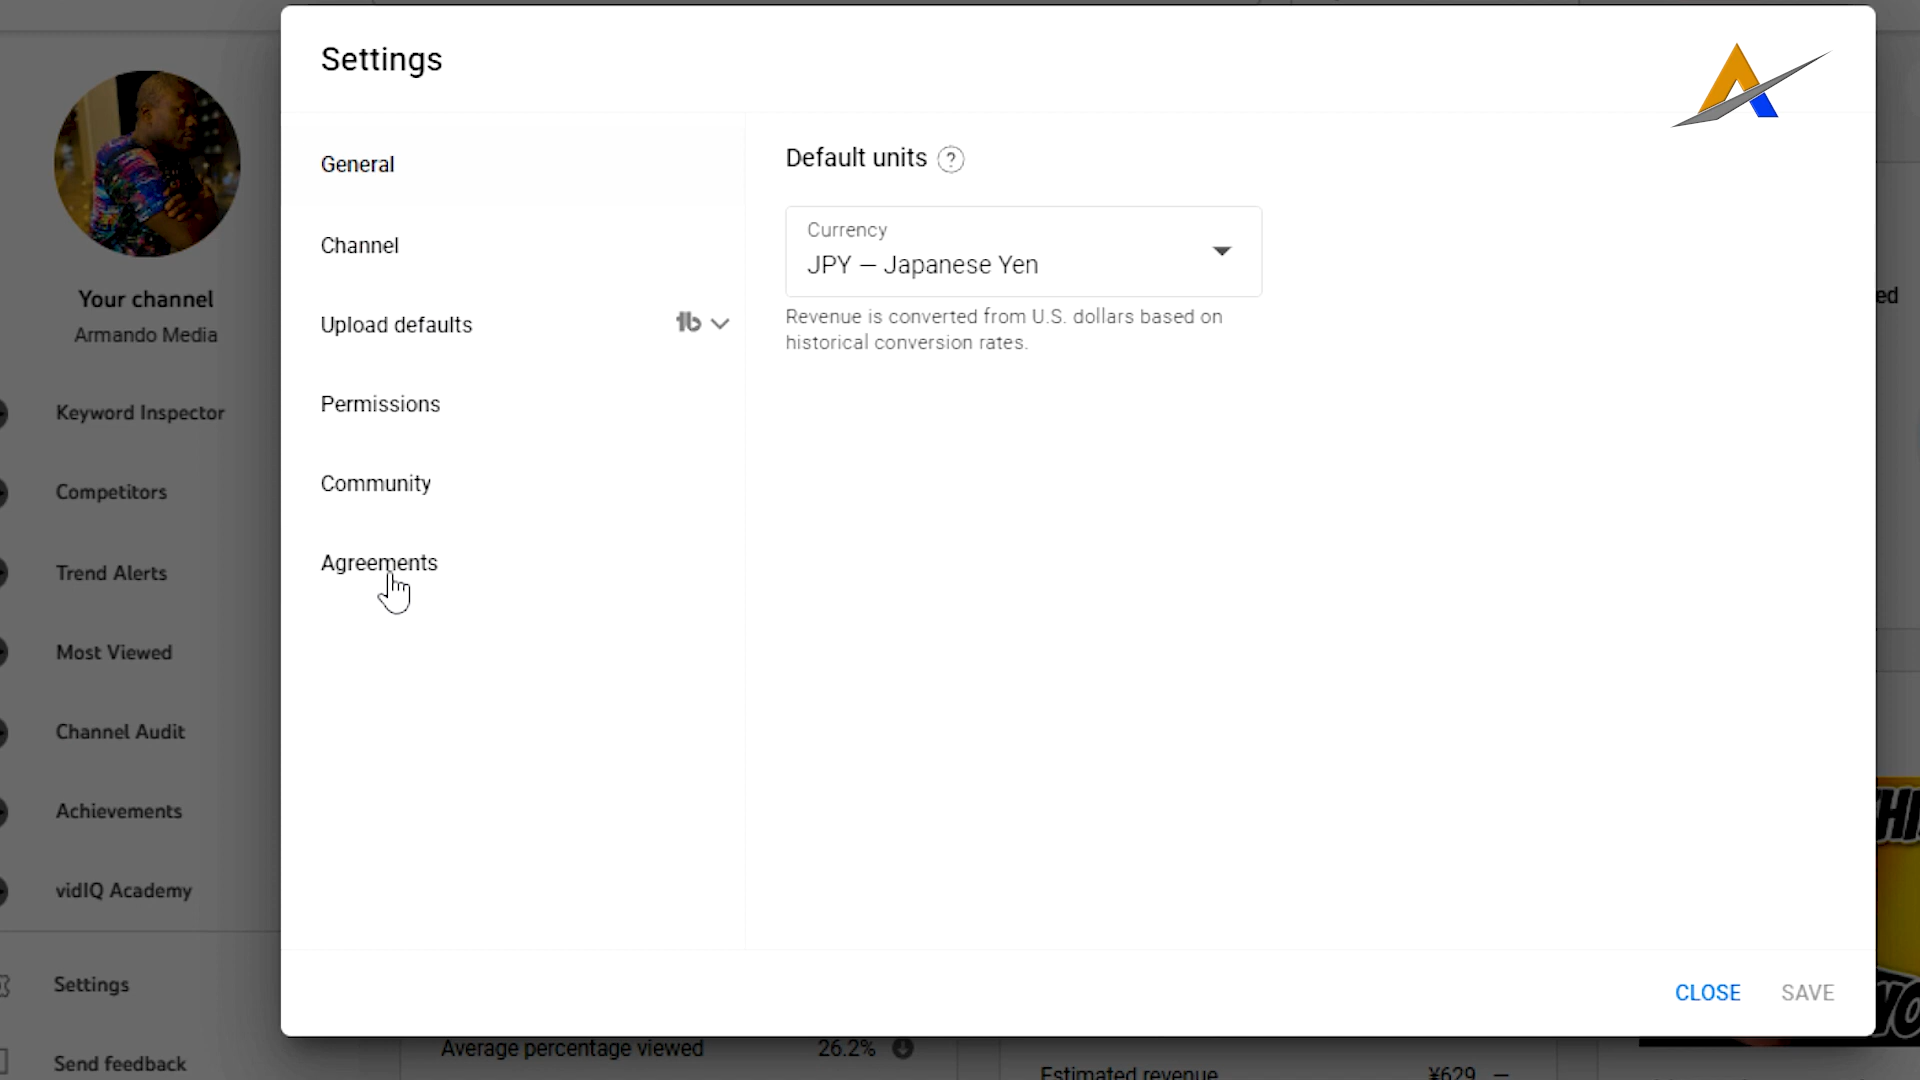 Settings
General
Channel
Upload defaults
Permissions
Community
Agreements
Default units ?
Currency
JPY – Japanese Yen
Revenue is converted from U.S. dollars based on
historical conversion rates.
CLOSE SAVE
Your channel
Armando Media
Keyword Inspector
Competitors
Trend Alerts
Most Viewed
Channel Audit
Achievements
vidIQ Academy
Settings
Send feedback
Average percentage viewed 26.2%
Estimated revenue ¥629 —
ed